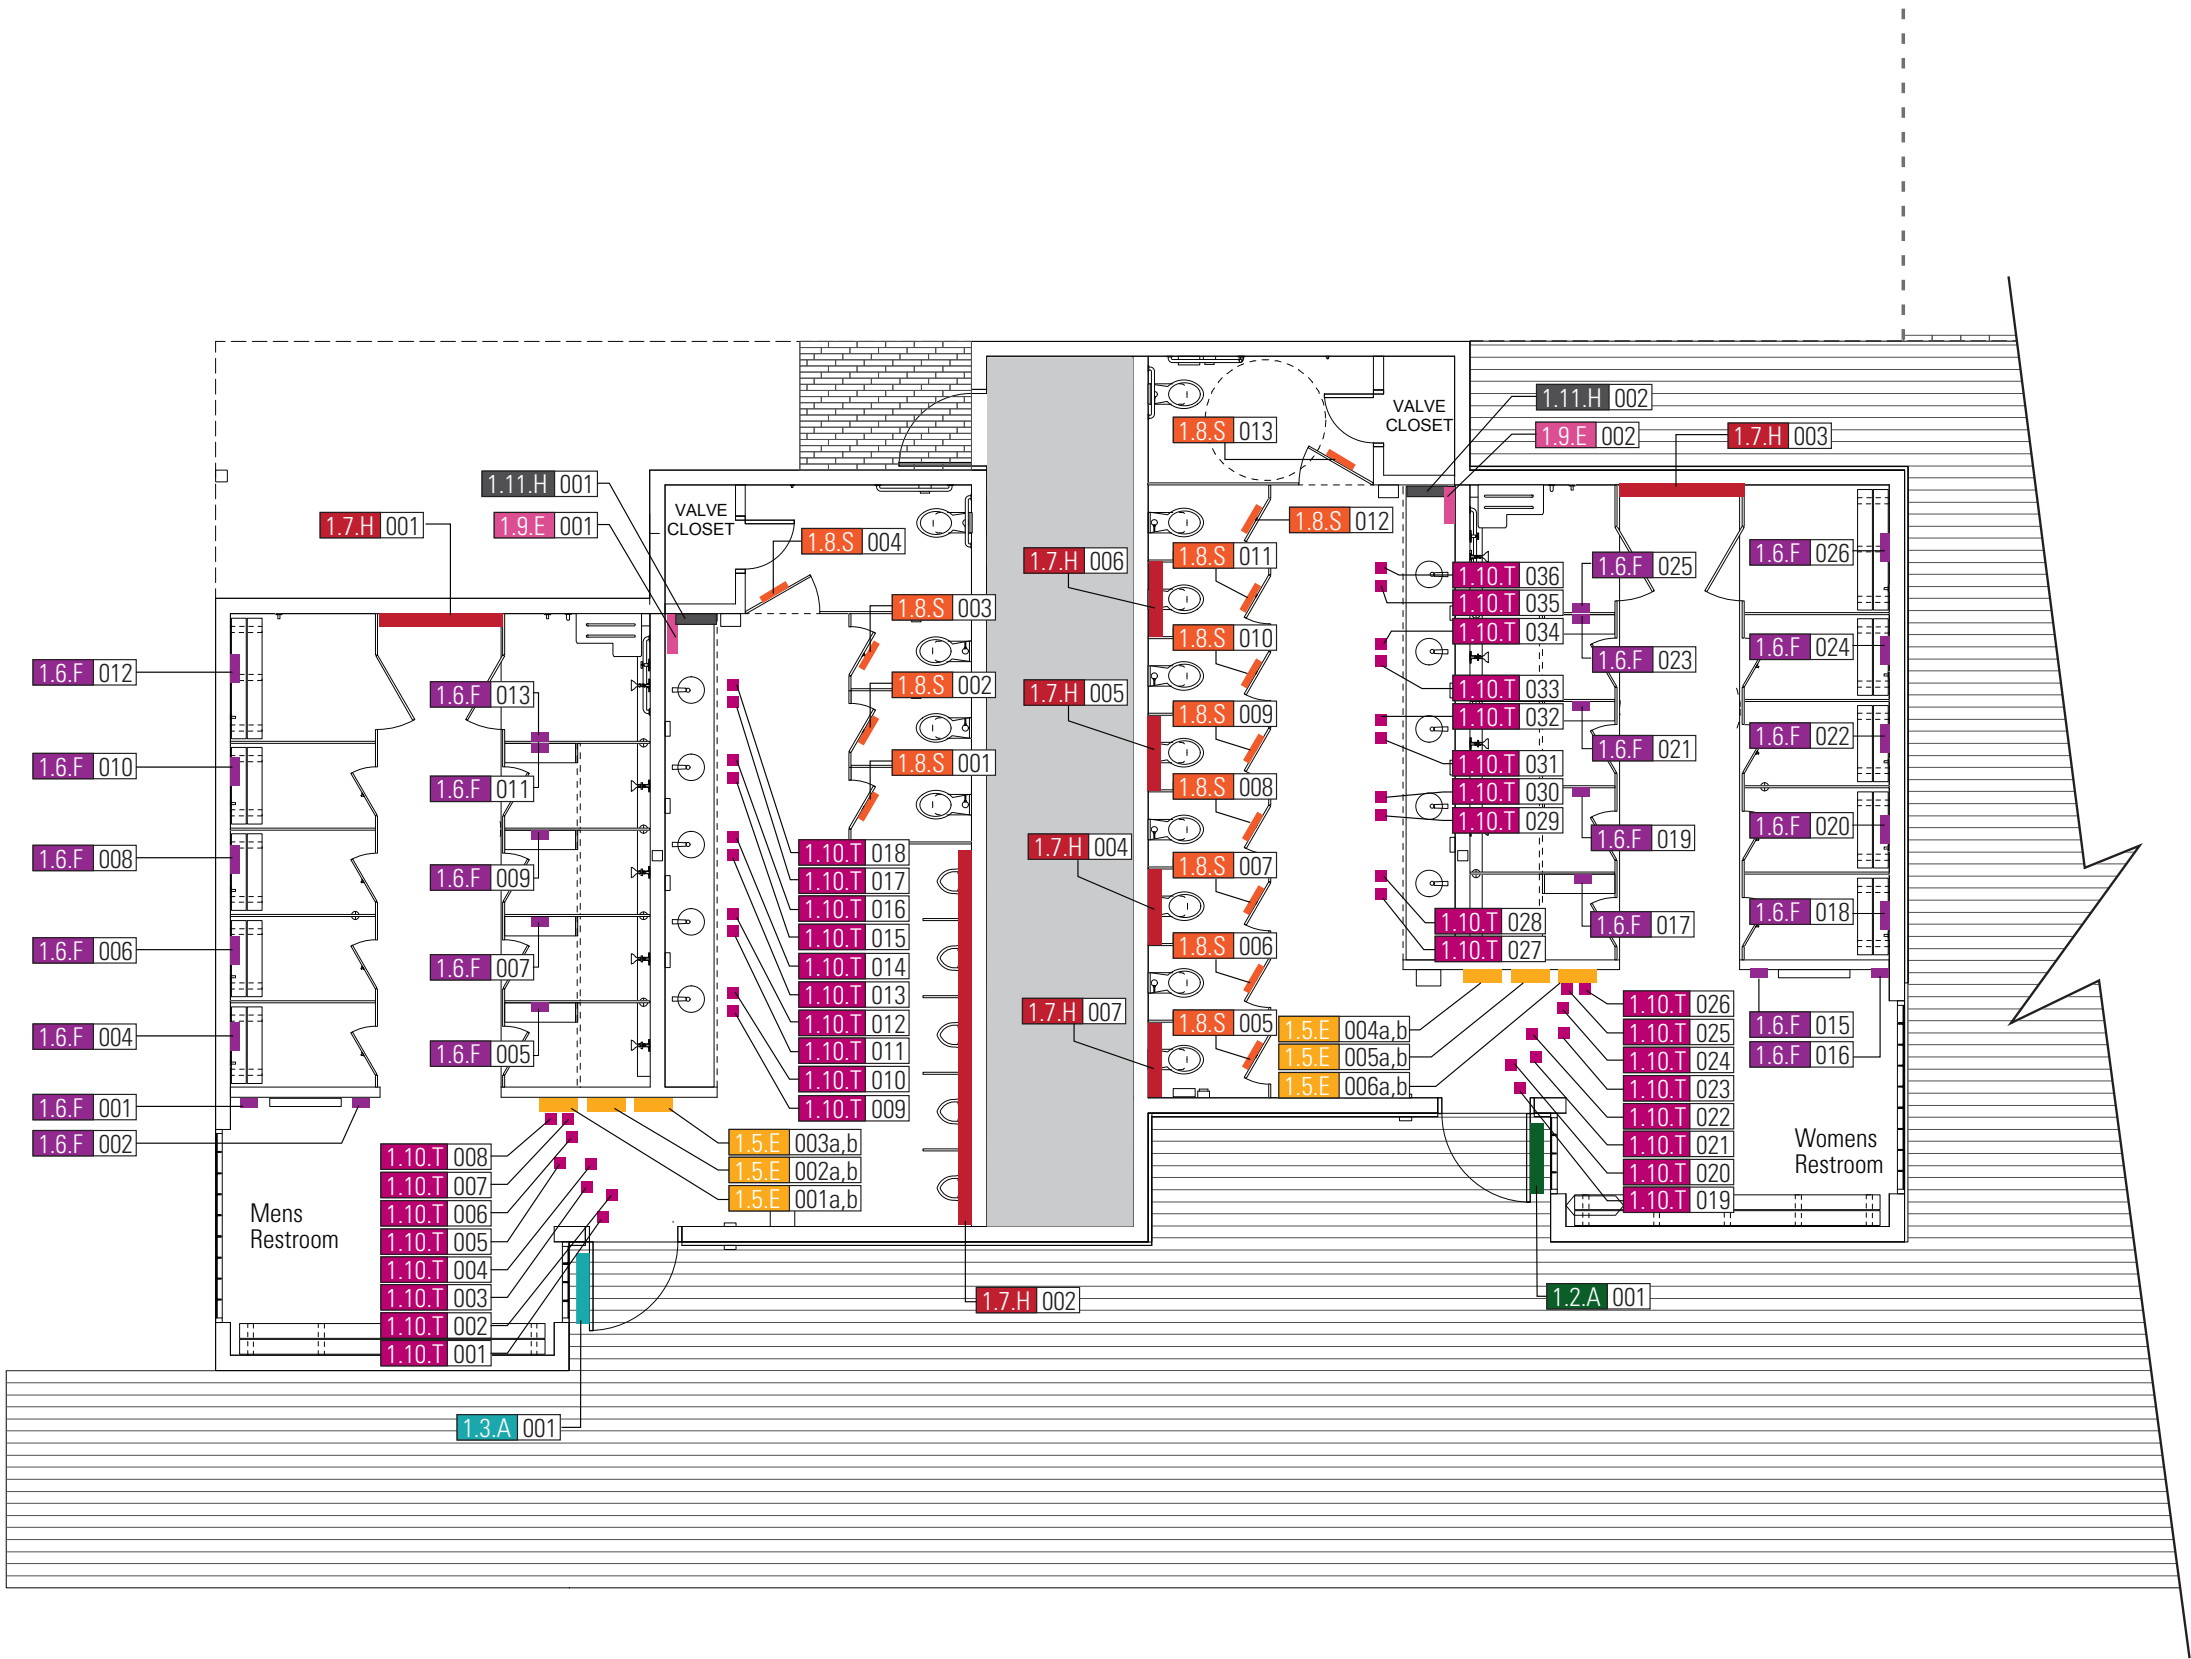 1.11.H 002
VALVE
CLOSET
1.8.S 013
1.9.E 002
1.7.H 003
1.11.H 001
VALVE
CLOSET
1.7.H 001
1.9.E 001
1.8.S 004
1.8.S 012
1.7.H 006
1.8.S 011
1.6.F 025
1.6.F 026
1.10.T 036
1.10.T 035
1.8.S 003
1.8.S 010
1.10.T 034
1.6.F 024
1.6.F 023
1.6.F 012
1.6.F 013
1.8.S 002
1.7.H 005
1.10.T 033
1.8.S 009
1.10.T 032
1.6.F 022
1.6.F 021
1.6.F 010
1.8.S 001
1.10.T 031
1.6.F 011
1.8.S 008
1.10.T 030
1.10.T 029
1.6.F 020
1.6.F 019
1.7.H 004
1.10.T 018
1.6.F 008
1.8.S 007
1.6.F 009
1.10.T 017
1.10.T 016
1.6.F 018
1.10.T 028
1.6.F 017
1.10.T 015
1.8.S 006
1.10.T 027
1.6.F 006
1.6.F 007
1.10.T 014
1.10.T 013
1.10.T 026
1.7.H 007
1.10.T 012
1.8.S 005
1.5.E 004a,b
1.10.T 025
1.6.F 015
1.6.F 004
1.6.F 005
1.10.T 011
1.5.E 005a,b
1.10.T 024
1.6.F 016
1.10.T 010
1.5.E 006a,b
1.10.T 023
1.6.F 001
1.10.T 009
1.10.T 022
1.6.F 002
1.5.E 003a,b
1.10.T 021
Womens
Restroom
1.10.T 008
1.5.E 002a,b
1.10.T 020
1.10.T 007
1.5.E 001a,b
1.10.T 019
Mens
Restroom
1.10.T 006
1.10.T 005
1.10.T 004
1.10.T 003
1.7.H 002
1.2.A 001
1.10.T 002
1.10.T 001
1.3.A 001